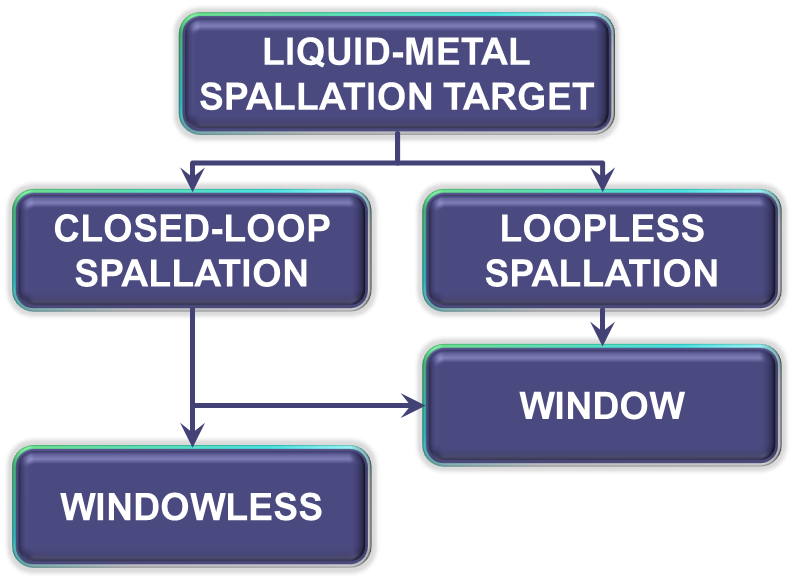 LIQUID-METAL
SPALLATION TARGET
CLOSED-LOOP
SPALLATION
LOOPLESS
SPALLATION
WINDOW
WINDOWLESS